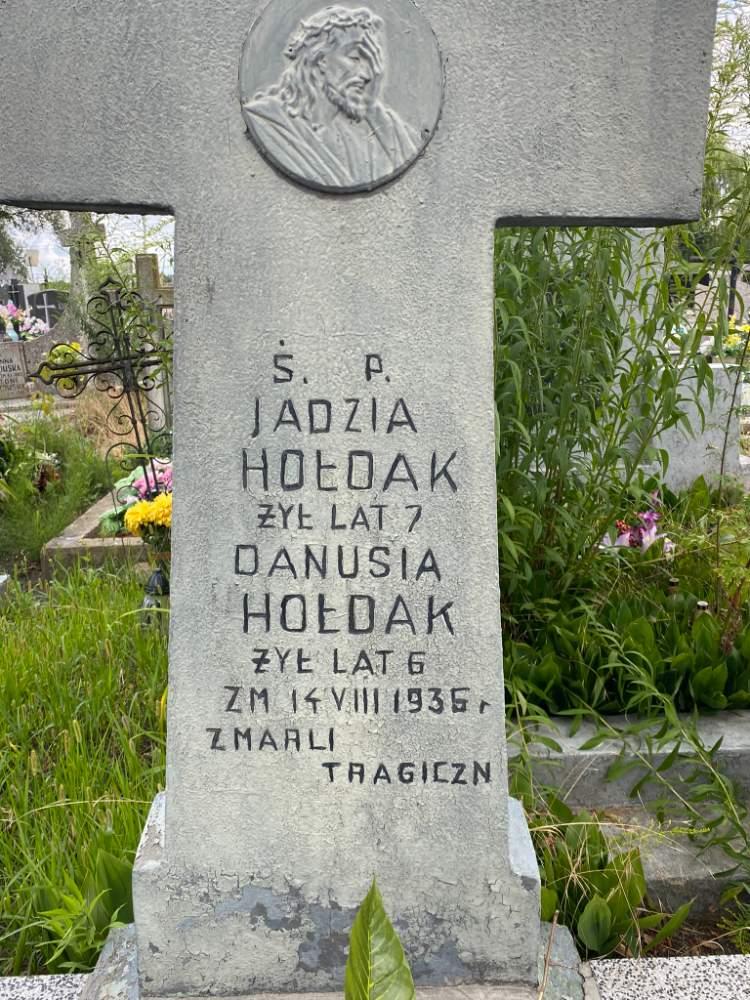 Ś. P.
JADZIA
HOŁDAK
ŻYŁ LAT 7
DANUSIA
HOŁDAK
ŻYŁ LAT 6
ZM 14 VIII 1936 r,
ZMARLI
TRAGICZN